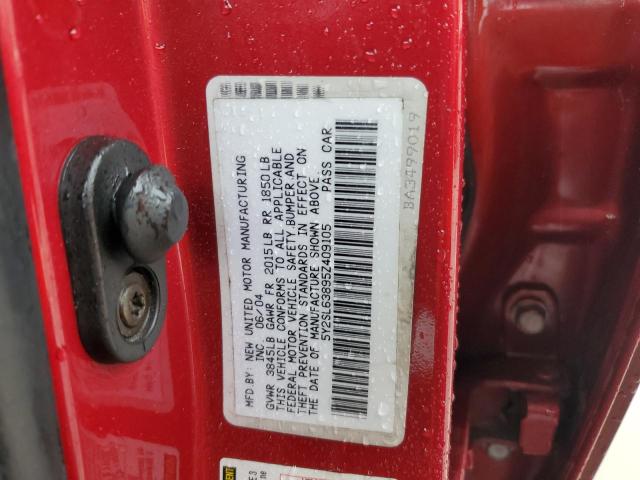 MFD.BY: NEW UNITED MOTOR MANUFACTURING
INC. 06/04
GVWR 3845LB GAWR FR 2015LB RR 1850LB
THIS VEHICLE CONFORMS TO ALL APPLICABLE
FEDERAL MOTOR VEHICLE SAFETY,BUMPER,AND
THEFT PREVENTION STANDARDS IN EFFECT ON
THE DATE OF MANUFACTURE SHOWN ABOVE.
5Y2SL63895Z409105 PASS CAR
BA3499019